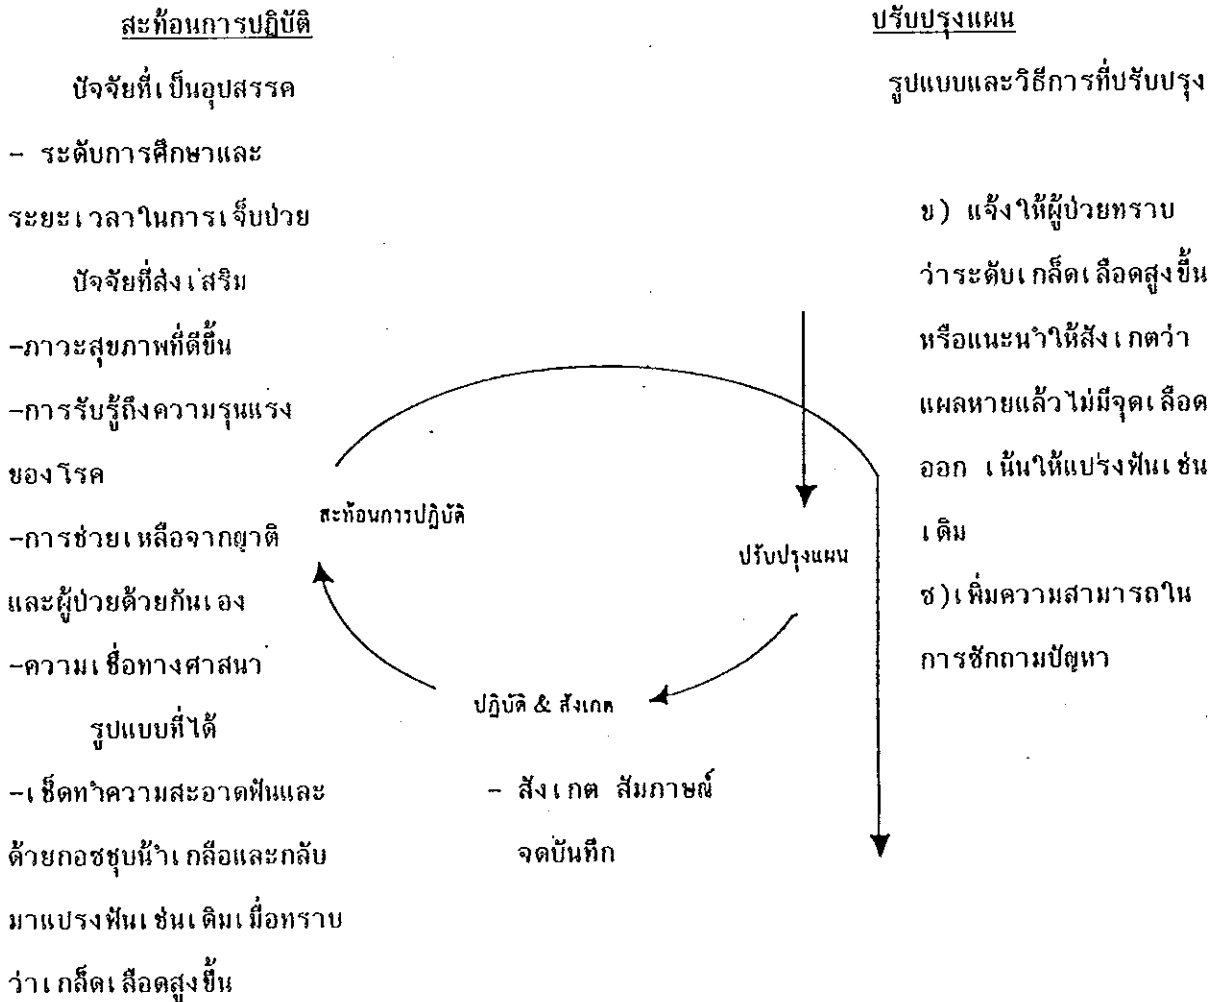 สะท้อนการปฏิบัติ
ปัจจัยที่เป็นอุปสรรค
- ระดับการศึกษาและ
ระยะเวลาในการเจ็บป่วย
ปัจจัยที่ส่งเสริม
-ภาวะสุขภาพที่ดีขึ้น
-การรับรู้ถึงความรุนแรง
ของโรค
-การช่วยเหลือจากญาติ
และผู้ป่วยด้วยกันเอง
-ความเชื่อทางศาสนา
รูปแบบที่ได้
-เช็ดทำความสะอาดฟันและ
ด้วยกอซชุบน้ำเกลือและกลับ
มาแปรงฟันเช่นเดิมเมื่อทราบ
ว่าเกล็ดเลือดสูงขึ้น
สะท้อนการปฏิบัติ
ปรับปรุงแผน
ปฏิบัติ & สังเกต
- สังเกต สัมภาษณ์
จดบันทึก
ปรับปรุงแผน
รูปแบบและวิธีการที่ปรับปรุง
ข) แจ้งให้ผู้ป่วยทราบ
ว่าระดับเกล็ดเลือดสูงขึ้น
หรือแนะนำให้สังเกตว่า
แผลหายแล้วไม่มีจุดเลือด
ออก เน้นให้แปรงฟันเช่น
เดิม
ช)เพิ่มความสามารถใน
การซักถามปัญหา